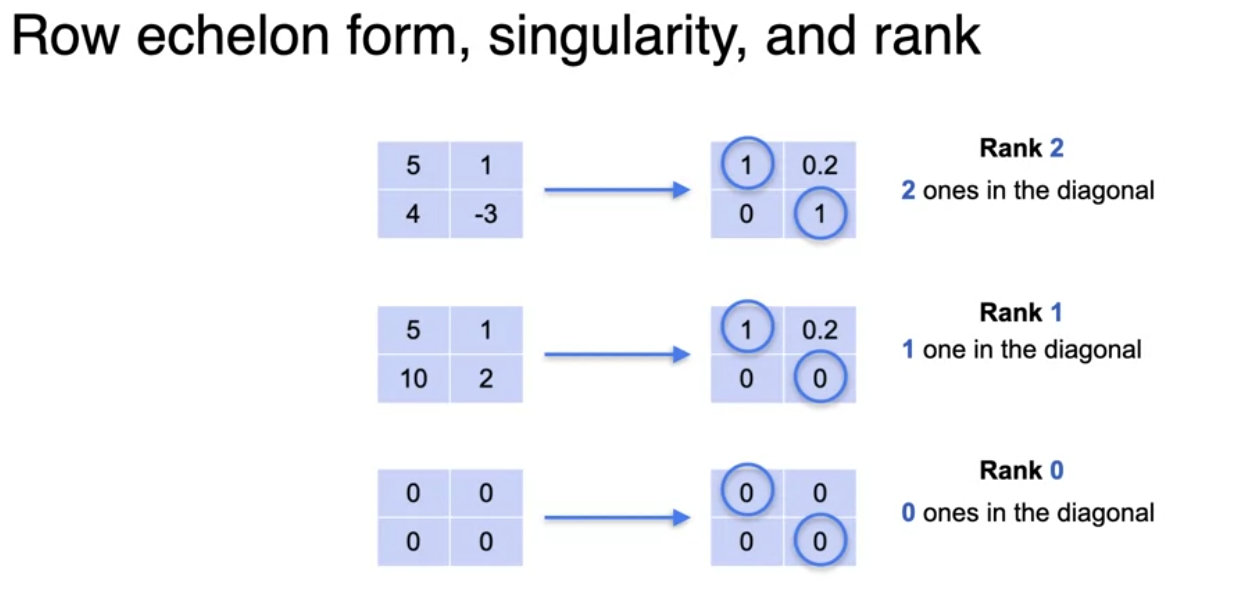 Row echelon form, singularity, and rank
5 1 1 0.2
4 -3 0 1
Rank 2
2 ones in the diagonal
5 1 1 0.2
10 2 0 0
Rank 1
1 one in the diagonal
0 0 0 0
0 0 0 0
Rank 0
0 ones in the diagonal